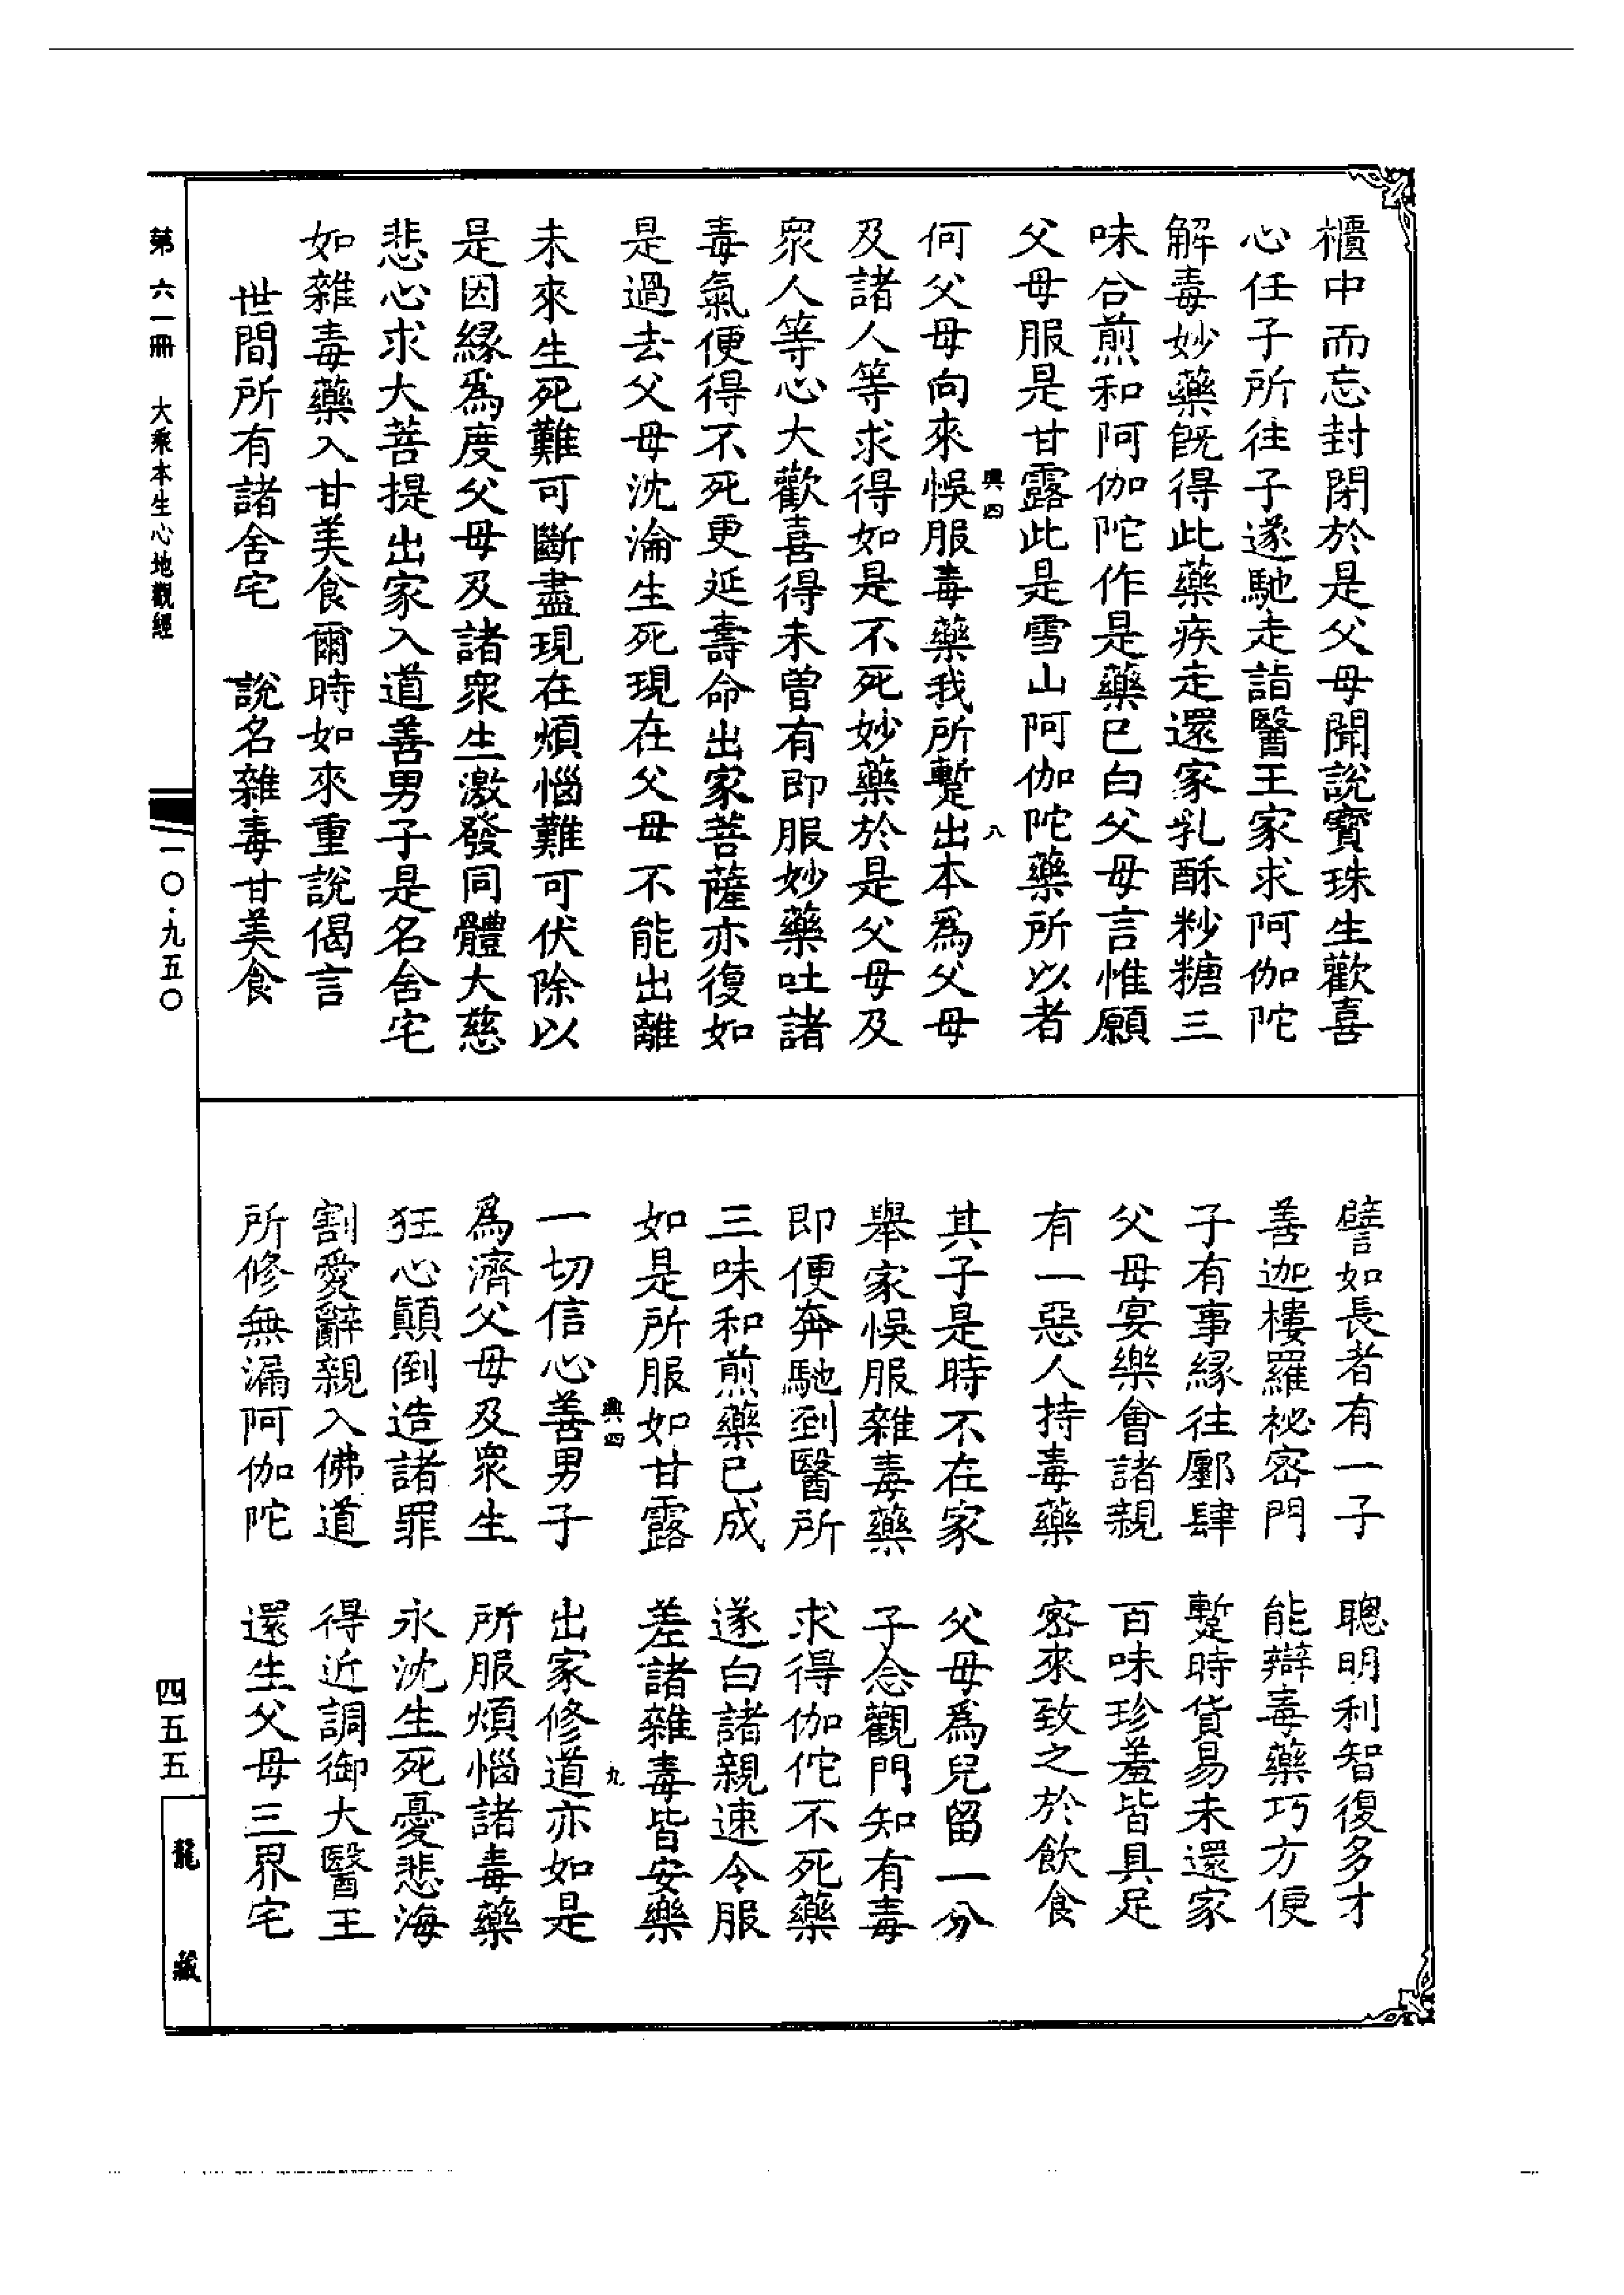 櫃中而忘封閉於是父母聞說寶珠生歡喜
心任子所往子遂馳走詣醫王家求阿伽陀
解毒妙藥旣得此藥疾走還家乳酥粆糖三
味合煎和阿伽陀作是藥已白父母言惟願
父母服是甘露此是雪山阿伽陀藥所以者
興四 八
何父母向來悞服毒藥我所蹔出本爲父母
及諸人等求得如是不死妙藥於是父母及
衆人等心大歡喜得未曾有即服妙藥吐諸
毒氣便得不死更延壽命出家菩薩亦復如
是過去父母沈淪生死現在父母不能出離
未來生死難可斷盡現在煩惱難可伏除以
是因緣爲度父母及諸衆生激發同體大慈
悲心求大菩提出家入道善男子是名舍宅
如雜毒藥入甘美食爾時如來重說偈言
世間所有諸舍宅 說名雜毒甘美食
譬如長者有一子 聰明利智復多才
善迦樓羅祕密門 能辯毒藥巧方便
子有事緣往鄽肆 蹔時貨易未還家
父母宴樂會諸親 百味珍羞皆具足
有一惡人持毒藥 密來致之於飲食
其子是時不在家 父母爲兒留一分
舉家悞服雜毒藥 子念觀門知有毒
即便奔馳到醫所 求得伽佗不死藥
三味和煎藥已成 遂白諸親速令服
如是所服如甘露 差諸雜毒皆安樂
興四 九
一切信心善男子 出家修道亦如是
爲濟父母及衆生 所服煩惱諸毒藥
狂心顚倒造諸罪 永沈生死憂悲海
割愛辭親入佛道 得近調御大醫王
所修無漏阿伽陀 還生父母三界宅
第六一冊 大乘本生心地觀經
一〇·九五〇
四五五
龍藏